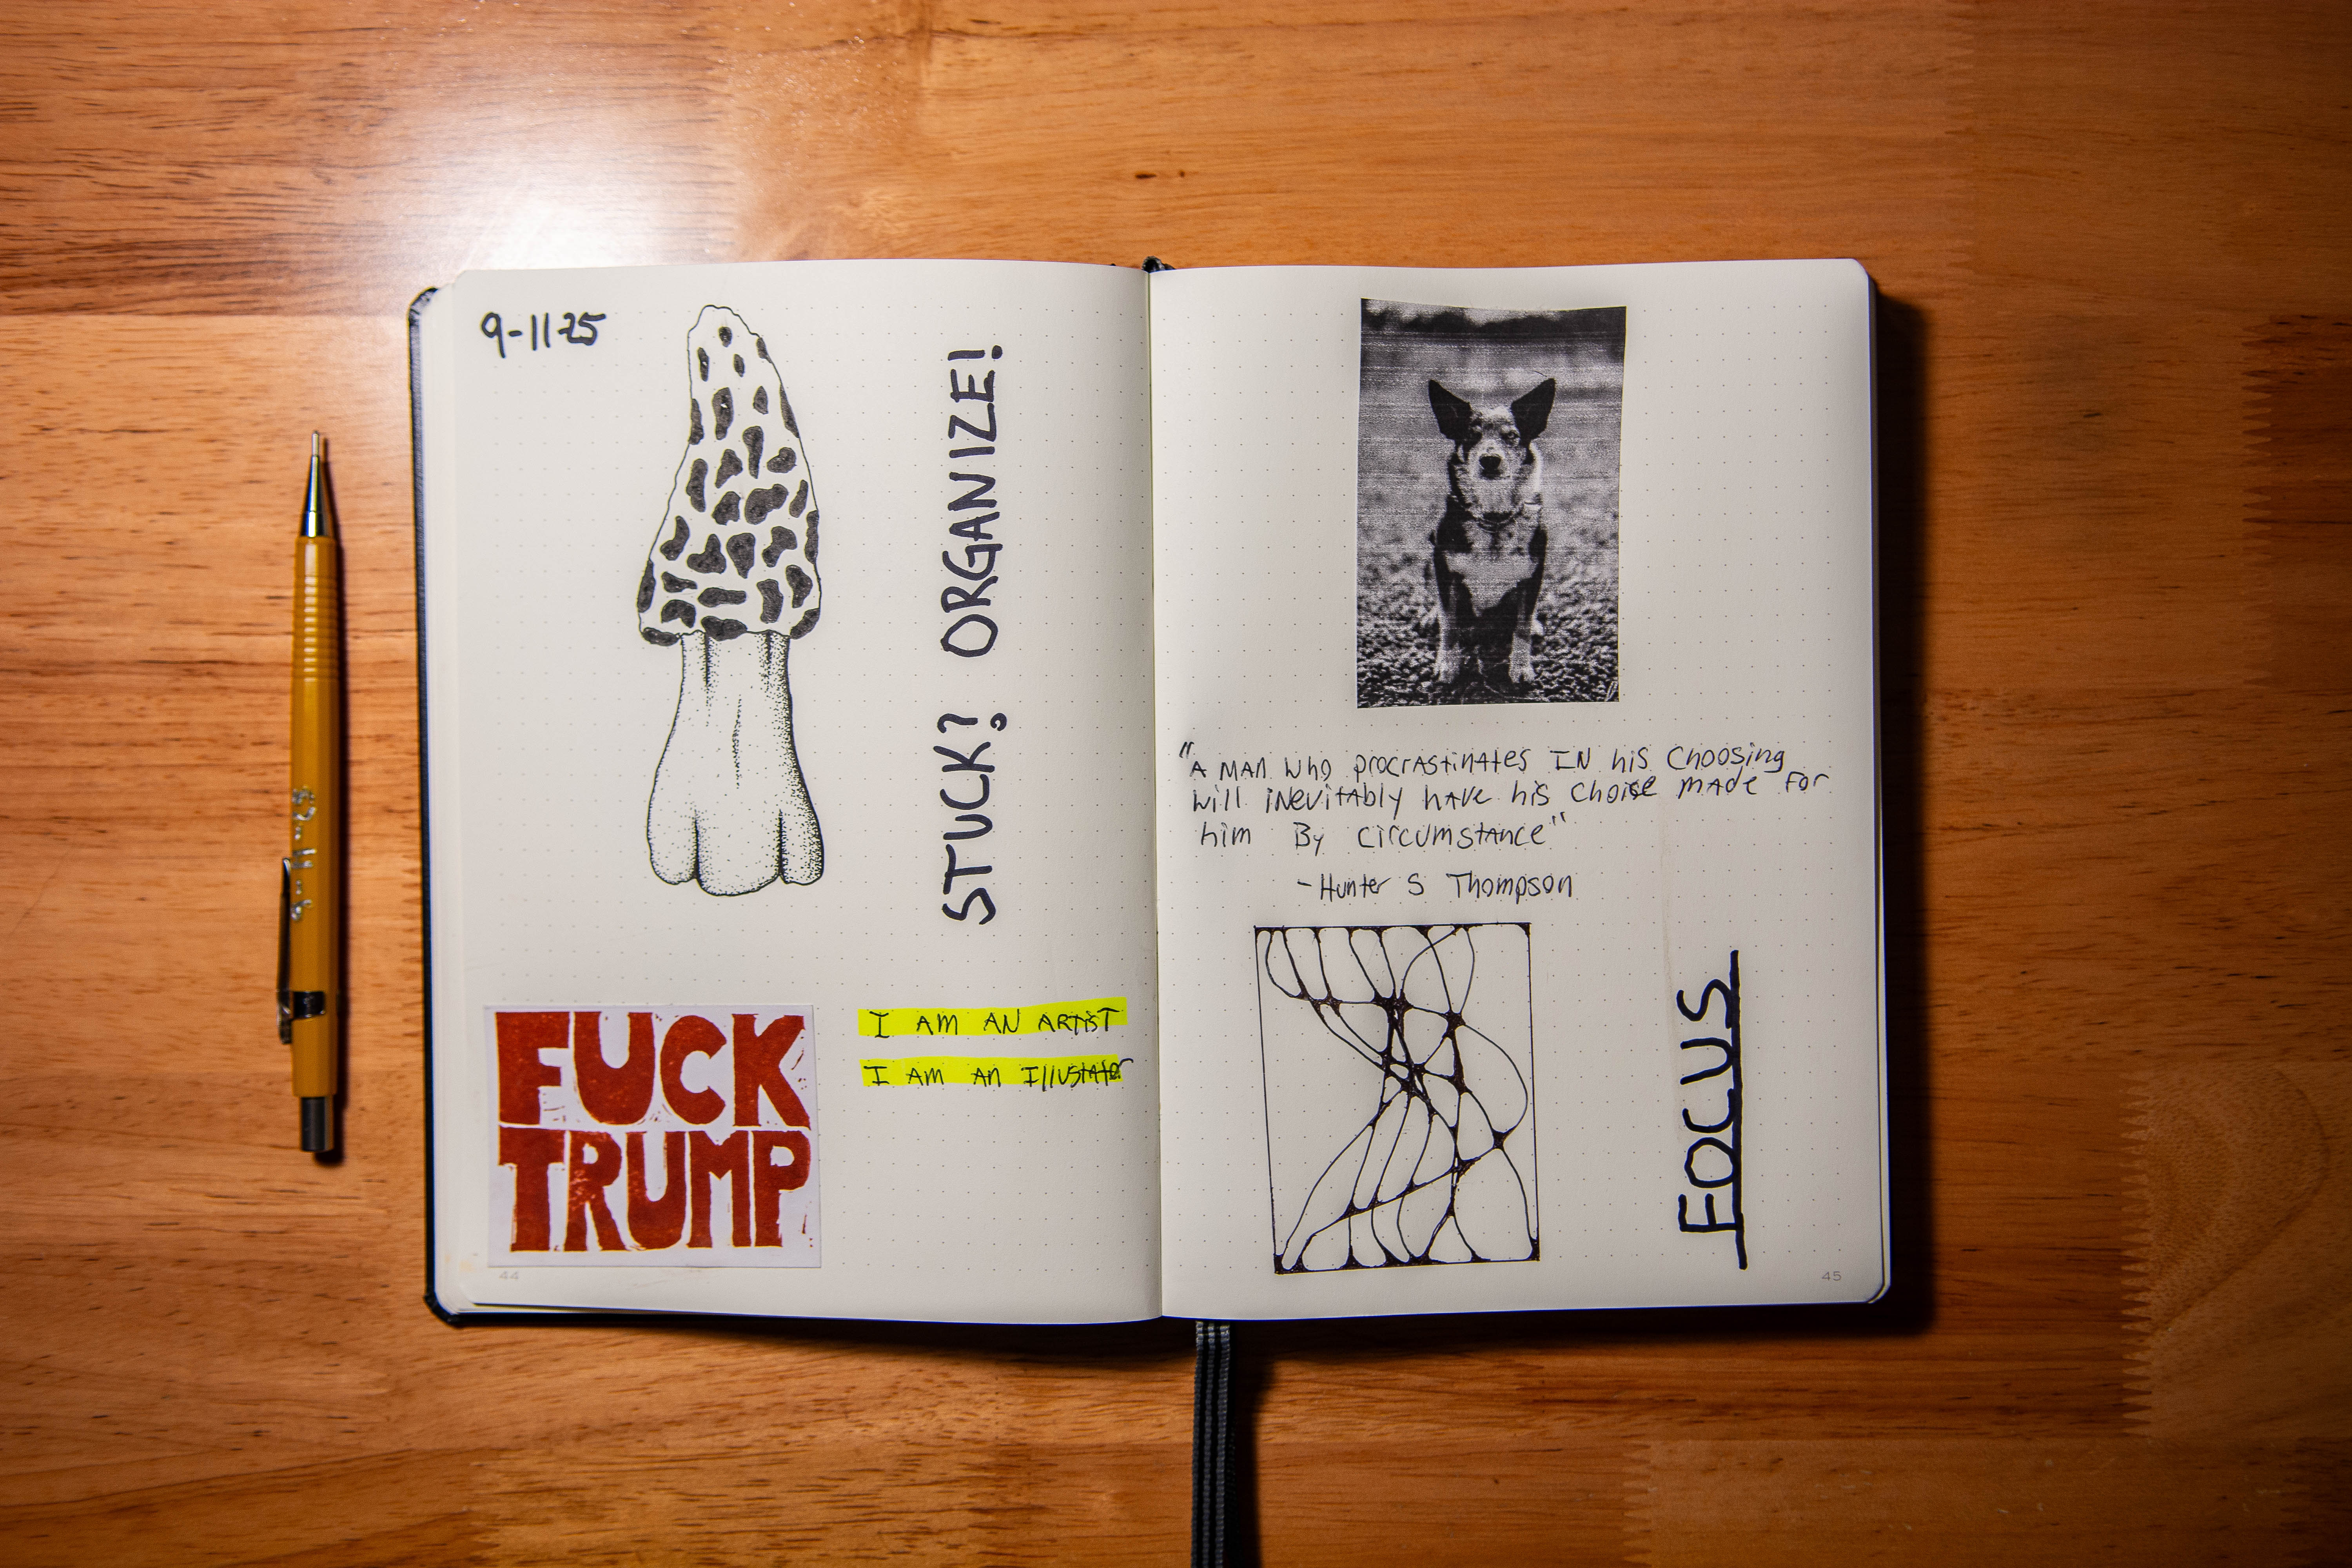 9-11-25
STUCK? ORGANIZE!
FUCK
TRUMP
I AM AN ARTIST
I AM AN IllUSTATOr
44
"A MAN Who procrastinates IN his Choosing
will inevitably have his choise made for
him By circumstance"
-Hunter S Thompson
FOCUS
45